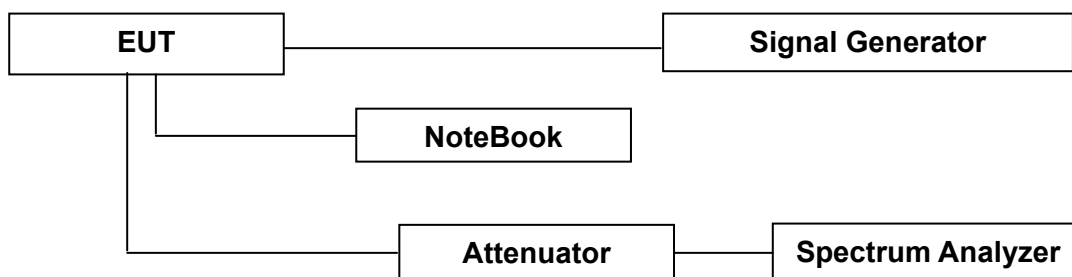 EUT
Signal Generator
NoteBook
Attenuator
Spectrum Analyzer